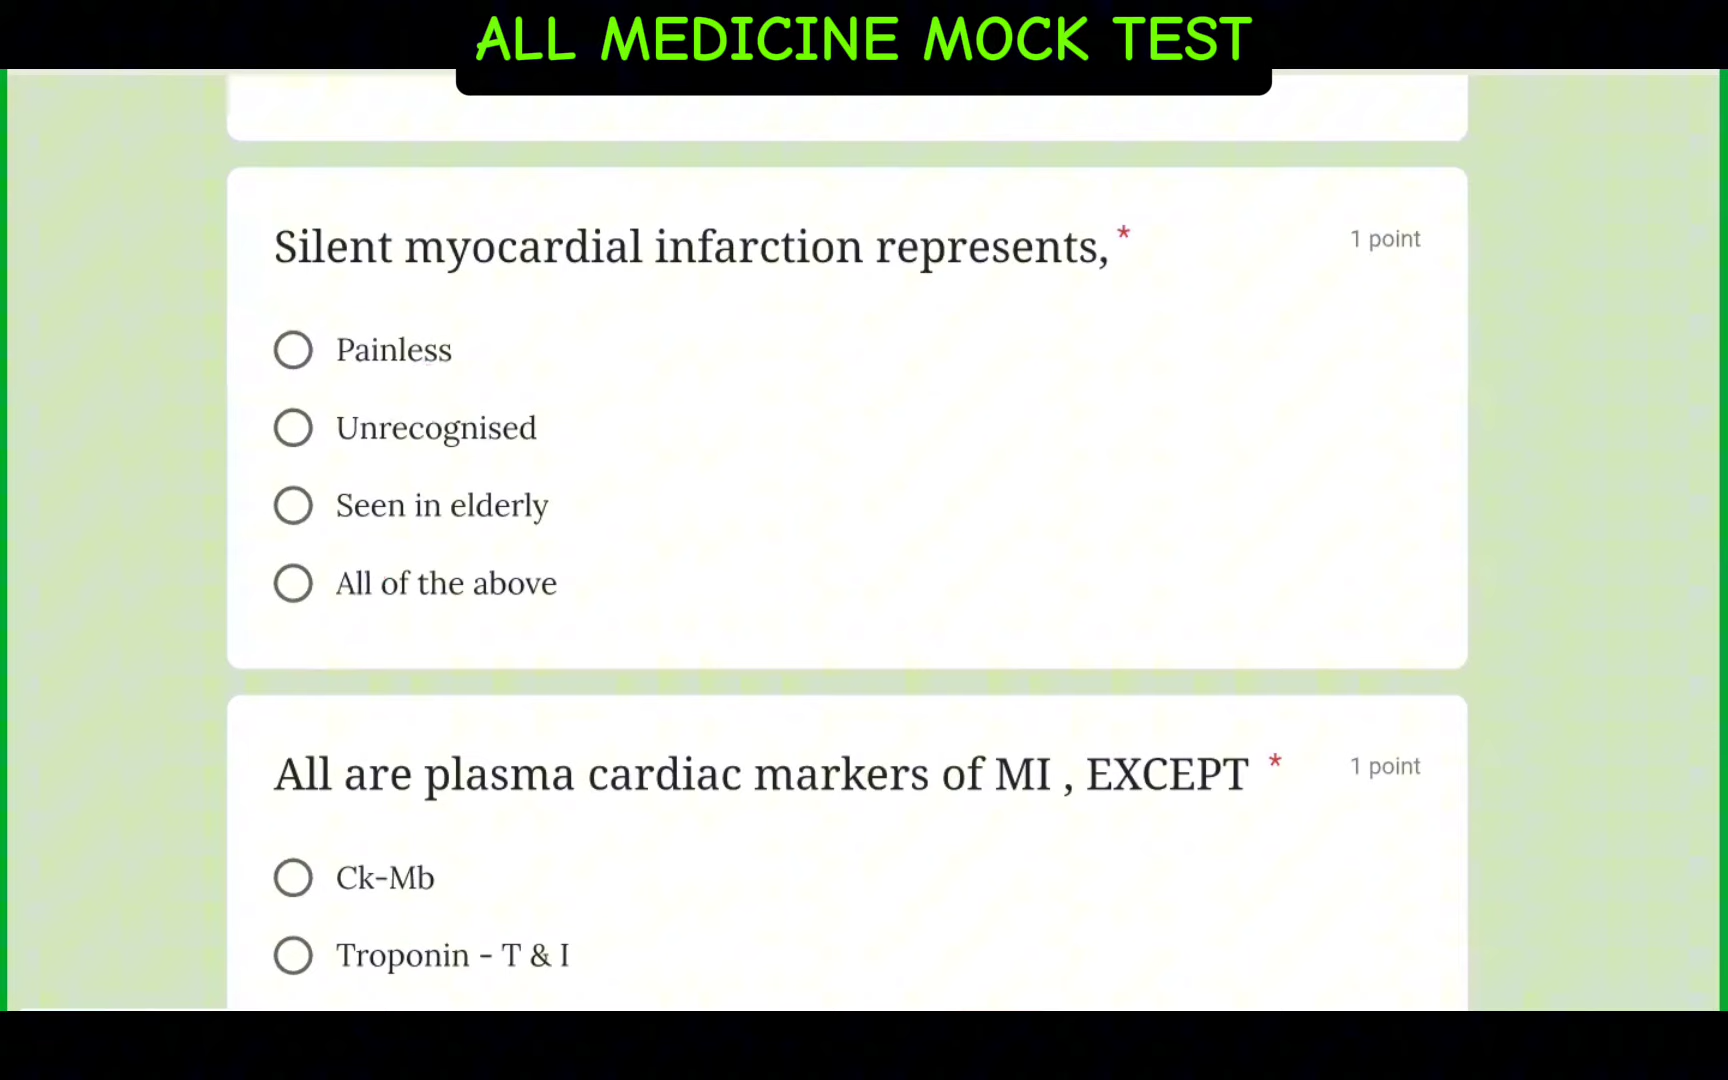 ALL MEDICINE MOCK TEST
Silent myocardial infarction represents, *
1 point
Painless
Unrecognised
Seen in elderly
All of the above
All are plasma cardiac markers of MI , EXCEPT *
1 point
Ck-Mb
Troponin - T & I